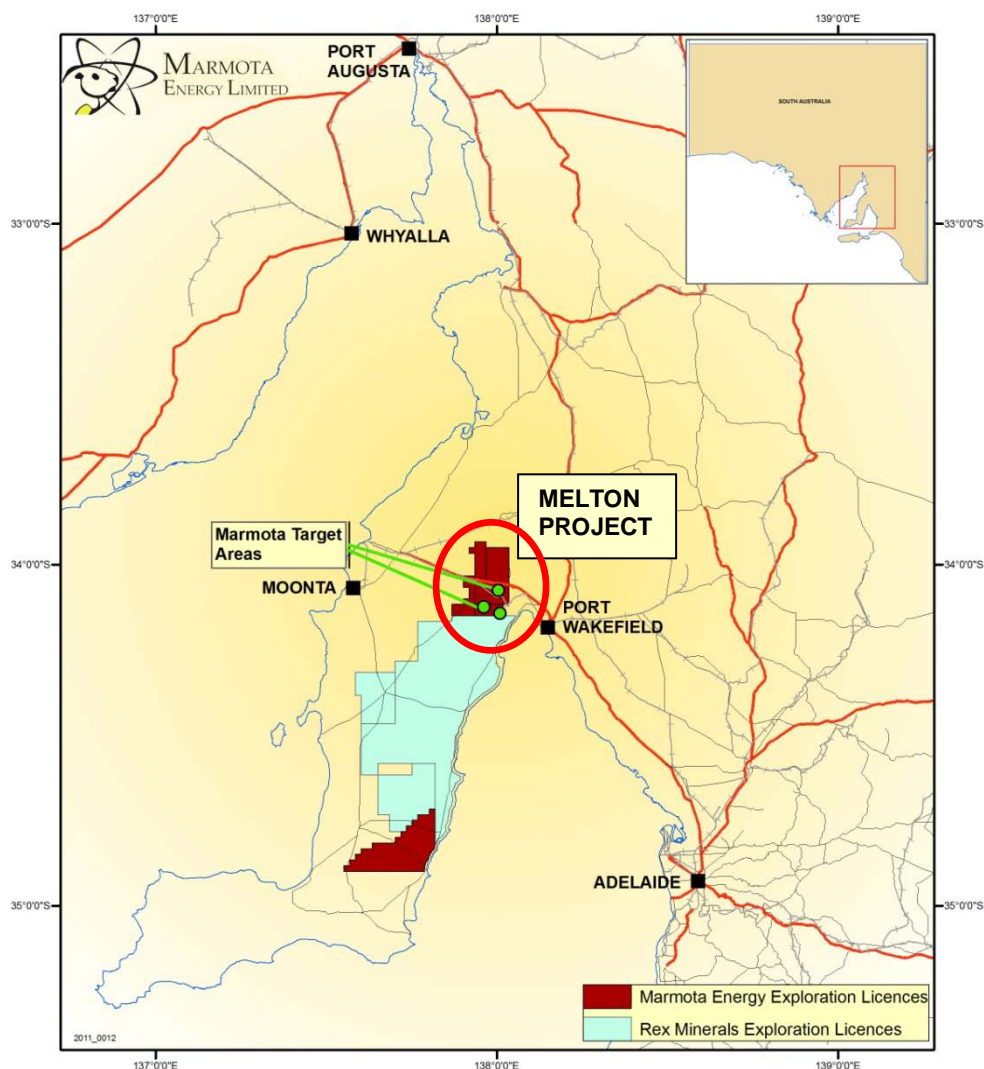 137°0'0"E
138°0'0"E
139°0'0"E
MARMOTA
ENERGY LIMITED
PORT
AUGUSTA
SOUTH AUSTRALIA
33°0'0"S
33°0'0"S
WHYALLA
MELTON
PROJECT
Marmota Target
Areas
34°0'0"S
34°0'0"S
MOONTA
PORT
WAKEFIELD
ADELAIDE
35°0'0"S
35°0'0"S
Marmota Energy Exploration Licences
Rex Minerals Exploration Licences
2011_0012
137°0'0"E
138°0'0"E
139°0'0"E